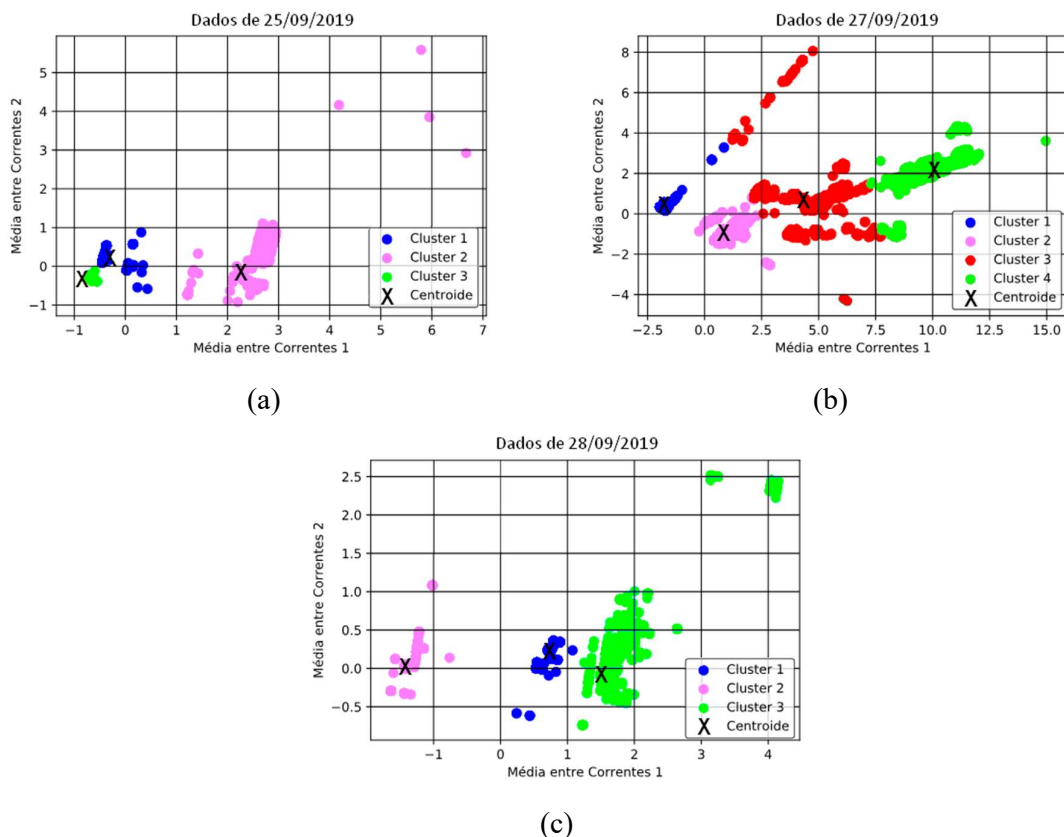 Dados de 25/09/2019
Média entre Correntes 2
5
4
3
2
1
0
−1
−1
0
1
2
3
4
5
6
7
Média entre Correntes 1
Cluster 1
Cluster 2
Cluster 3
Centroide
(a)
Dados de 27/09/2019
Média entre Correntes 2
8
6
4
2
0
−2
−4
−2.5
0.0
2.5
5.0
7.5
10.0
12.5
15.0
Média entre Correntes 1
Cluster 1
Cluster 2
Cluster 3
Cluster 4
Centroide
(b)
Dados de 28/09/2019
Média entre Correntes 2
2.5
2.0
1.5
1.0
0.5
0.0
−0.5
−1
0
1
2
3
4
Média entre Correntes 1
Cluster 1
Cluster 2
Cluster 3
Centroide
(c)